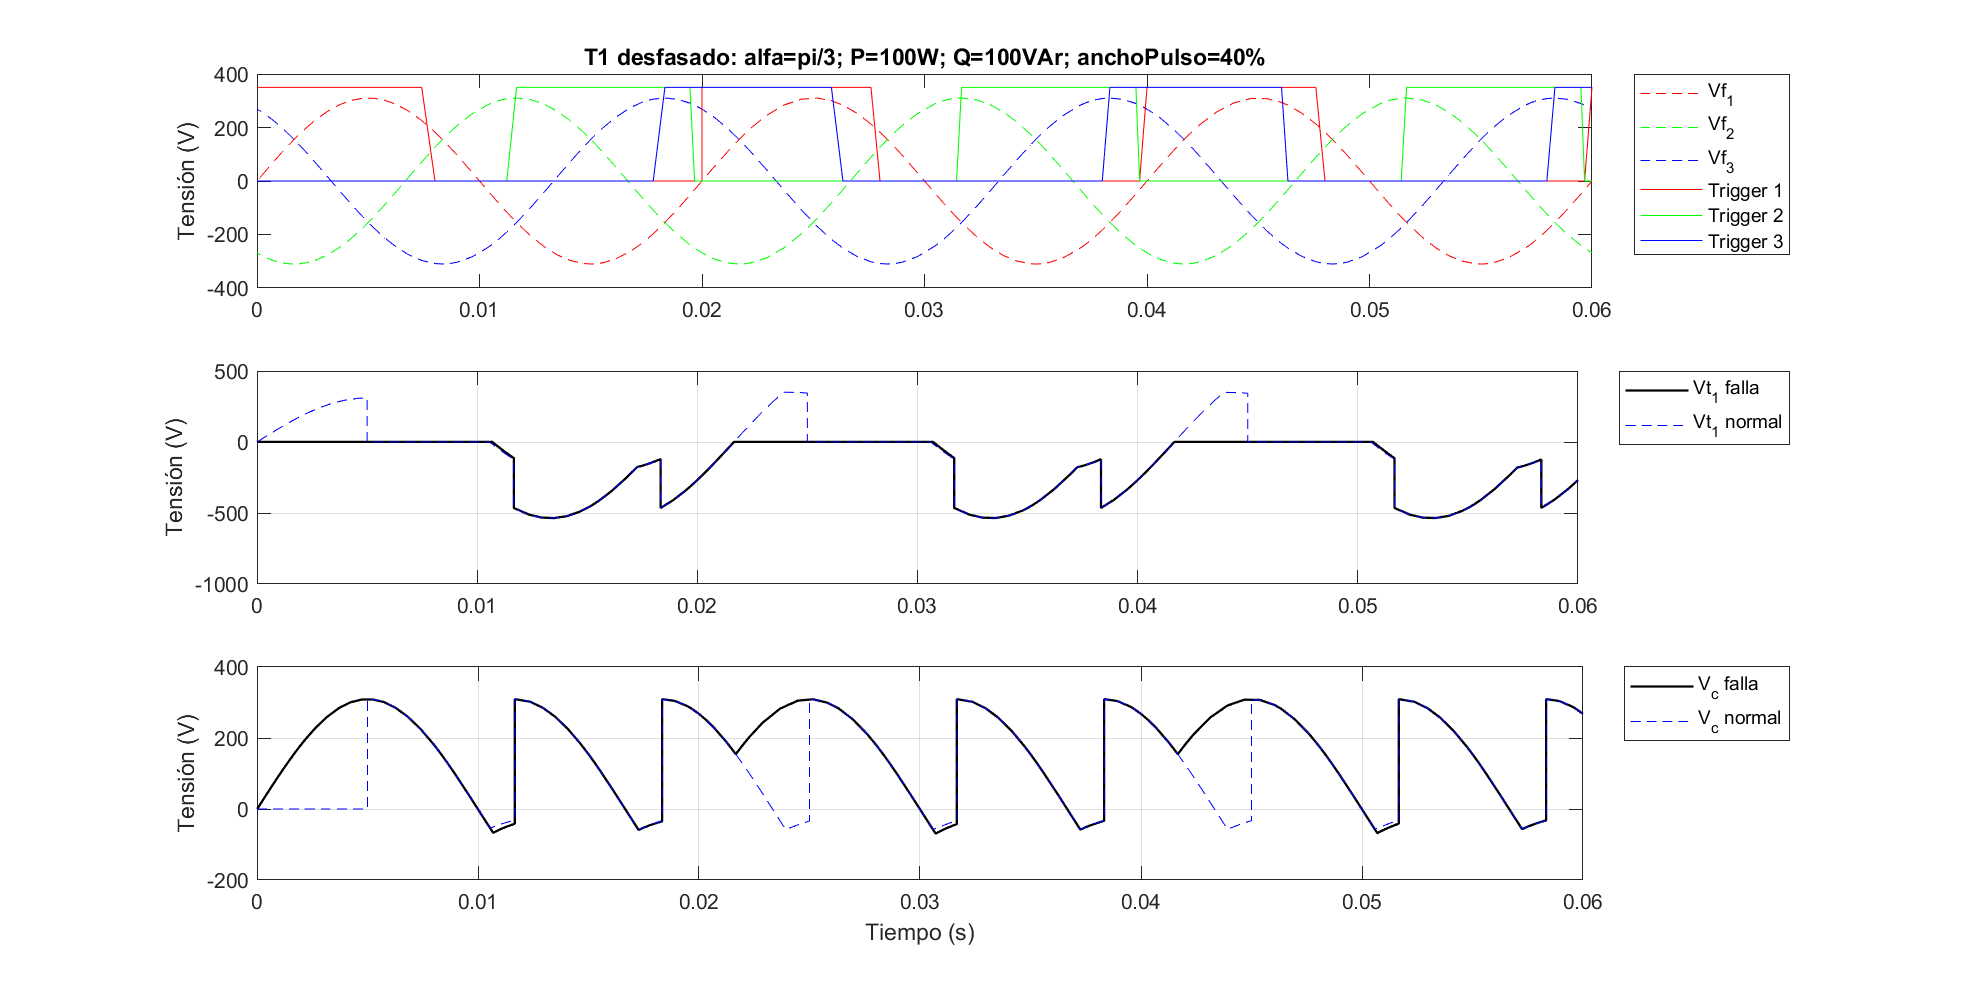 T1 desfasado: alfa=pi/3; P=100W; Q=100VAr; anchoPulso=40%
400
200
0
-200
-400
Tensión (V)
0 0.01 0.02 0.03 0.04 0.05 0.06
Vf1
Vf2
Vf3
Trigger 1
Trigger 2
Trigger 3
500
0
-500
-1000
Tensión (V)
0 0.01 0.02 0.03 0.04 0.05 0.06
Vt1 falla
Vt1 normal
400
200
0
-200
Tensión (V)
0 0.01 0.02 0.03 0.04 0.05 0.06
Tiempo (s)
Vc falla
Vc normal